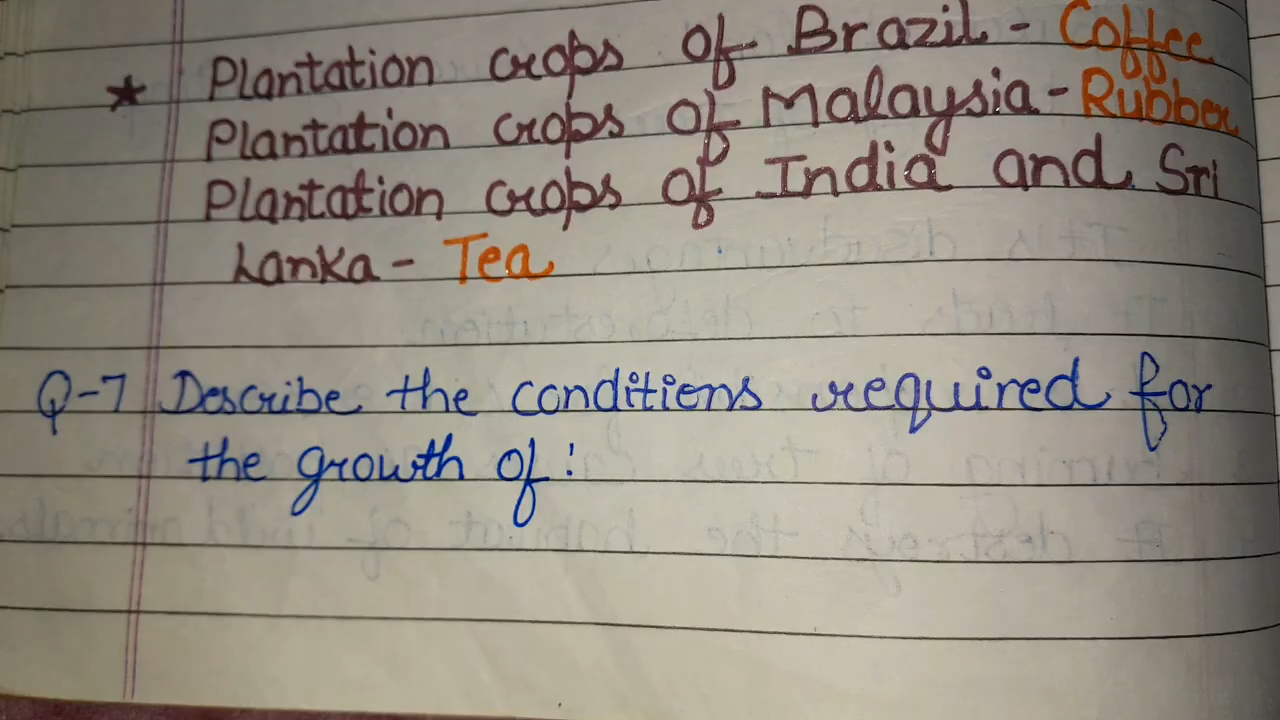 ★ Plantation crops of Brazil - Coffee
Plantation crops of Malaysia - Rubber
Plantation crops of India and Sri
Lanka - Tea
Q-7 Describe the conditions required for
the growth of :